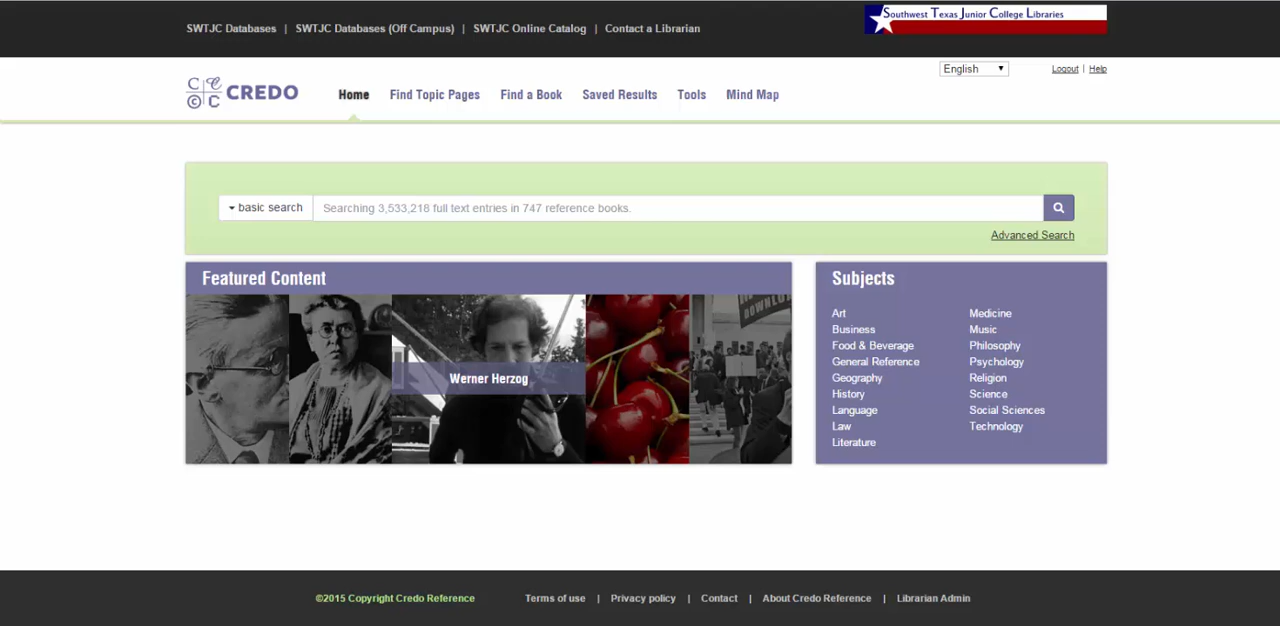 SWTJC Databases | SWTJC Databases (Off Campus) | SWTJC Online Catalog | Contact a Librarian
Southwest Texas Junior College Libraries
English
Logout | Help
C C © C CREDO
Home Find Topic Pages Find a Book Saved Results Tools Mind Map
basic search Searching 3,533,218 full text entries in 747 reference books.
Advanced Search
Featured Content
DOWNLO
Werner Herzog
Subjects
Art
Business
Food & Beverage
General Reference
Geography
History
Language
Law
Literature
Medicine
Music
Philosophy
Psychology
Religion
Science
Social Sciences
Technology
©2015 Copyright Credo Reference Terms of use | Privacy policy | Contact | About Credo Reference | Librarian Admin